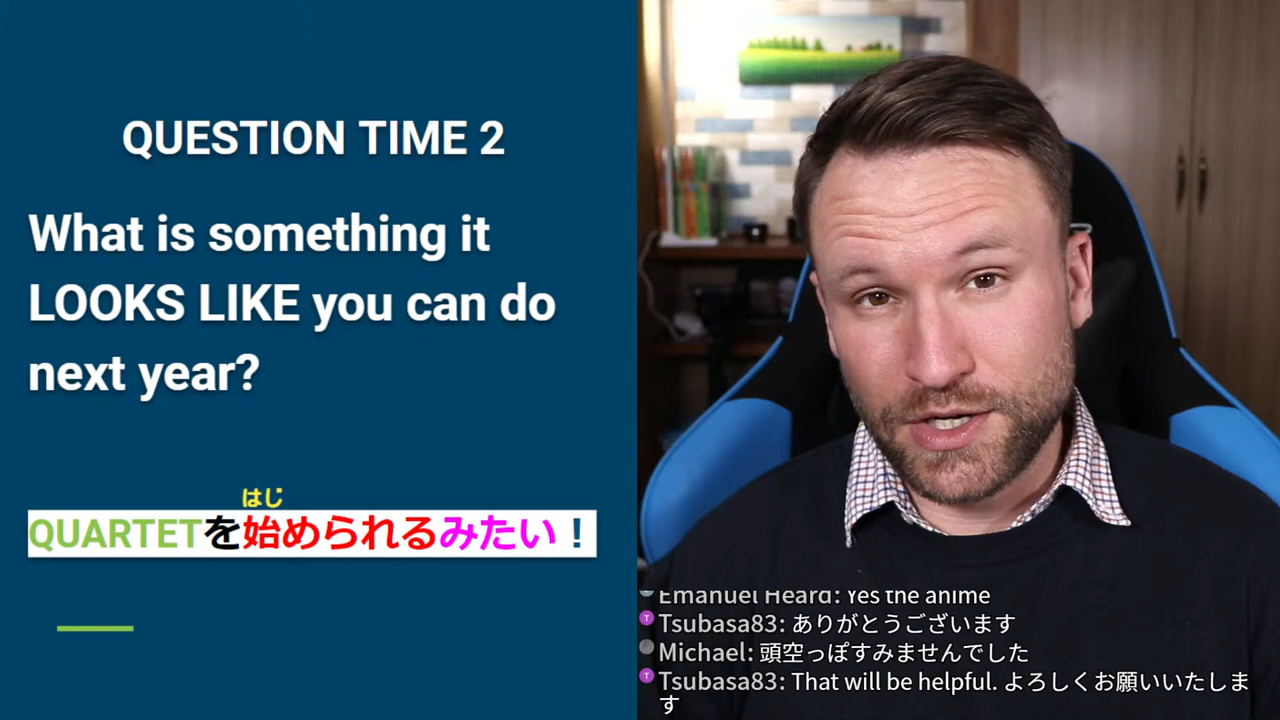 QUESTION TIME 2
What is something it
LOOKS LIKE you can do
next year?
はじ
QUARTETを始められるみたい！
Emanuel Heard: Yes the anime
T Tsubasa83: ありがとうございます
Michael: 頭空っぽすみませんでした
T Tsubasa83: That will be helpful. よろしくお願いいたしま
す